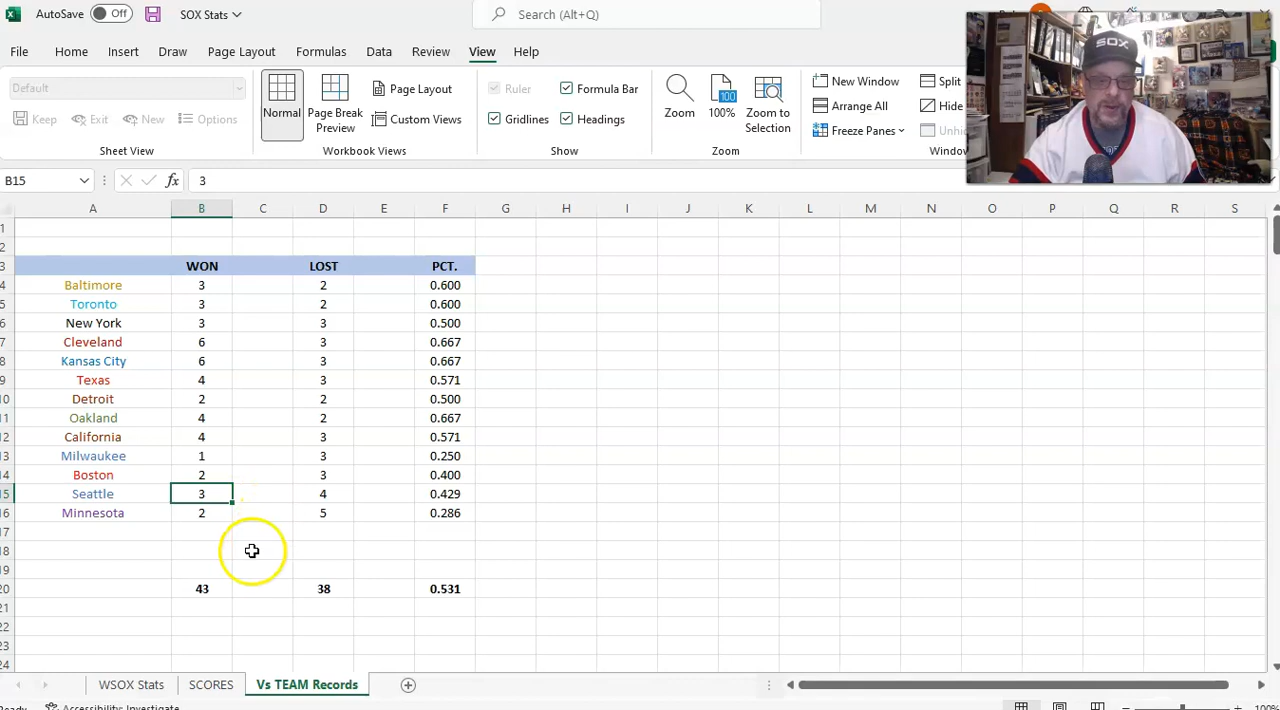 AutoSave Off SOX Stats Search (Alt+Q)
File Home Insert Draw Page Layout Formulas Data Review View Help
Default
Keep Exit New Options
Sheet View
Normal Page Break Preview Page Layout Custom Views
Workbook Views
Ruler Formula Bar
Gridlines Headings
Show
Zoom 100% Zoom to Selection
Zoom
New Window Split
Arrange All Hide
Freeze Panes
Window
SOX
B15 fx 3
A B C D E F G H I J K L M N O P Q R S
1
2
3 WON LOST PCT.
4 Baltimore 3 2 0.600
5 Toronto 3 2 0.600
6 New York 3 3 0.500
7 Cleveland 6 3 0.667
8 Kansas City 6 3 0.667
9 Texas 4 3 0.571
10 Detroit 2 2 0.500
11 Oakland 4 2 0.667
12 California 4 3 0.571
13 Milwaukee 1 3 0.250
14 Boston 2 3 0.400
15 Seattle 3 4 0.429
16 Minnesota 2 5 0.286
17
18
19
20 43 38 0.531
21
22
23
24
WSOX Stats SCORES Vs TEAM Records
Ready Accessibility: Investigate 100%